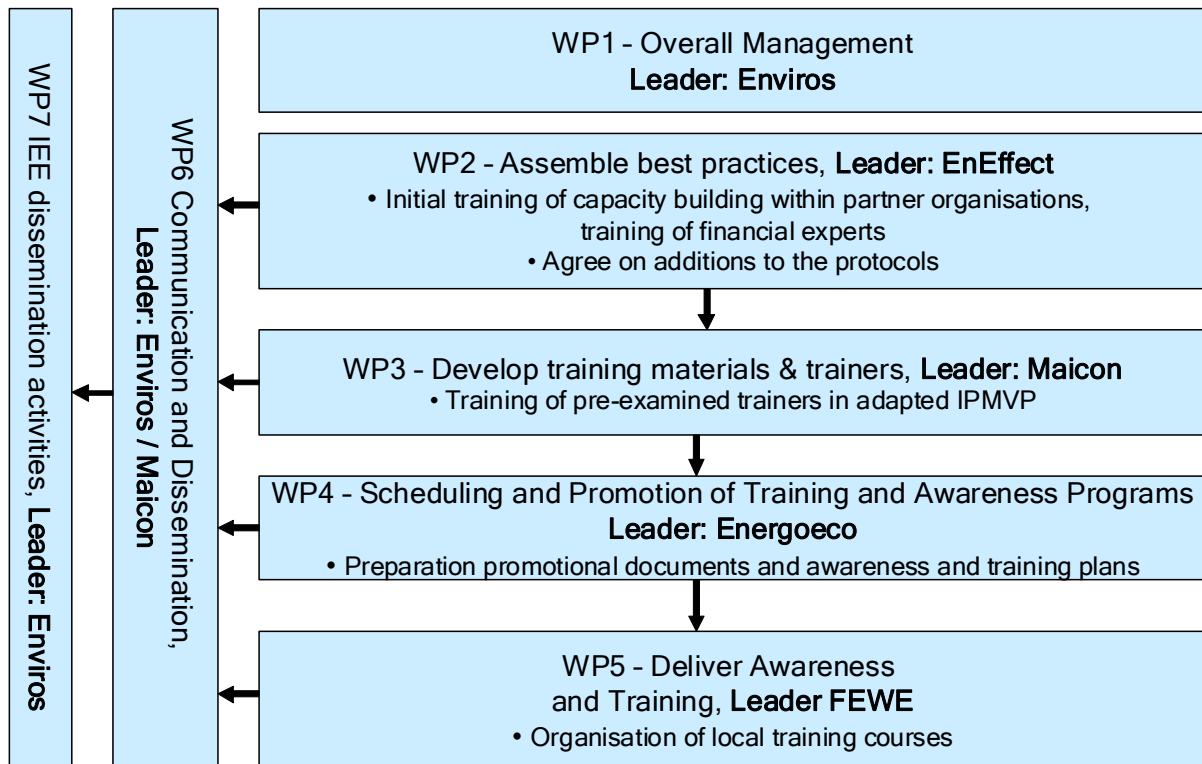 WP7 IEE dissemination activities, Leader: Enviros
WP6 Communication and Dissemination,
Leader: Enviros / Maicon
WP1 - Overall Management
Leader: Enviros
WP2 - Assemble best practices, Leader: EnEffect
• Initial training of capacity building within partner organisations,
training of financial experts
• Agree on additions to the protocols
WP3 - Develop training materials & trainers, Leader: Maicon
• Training of pre-examined trainers in adapted IPMVP
WP4 - Scheduling and Promotion of Training and Awareness Programs
Leader: Energoeco
• Preparation promotional documents and awareness and training plans
WP5 - Deliver Awareness
and Training, Leader FEWE
• Organisation of local training courses